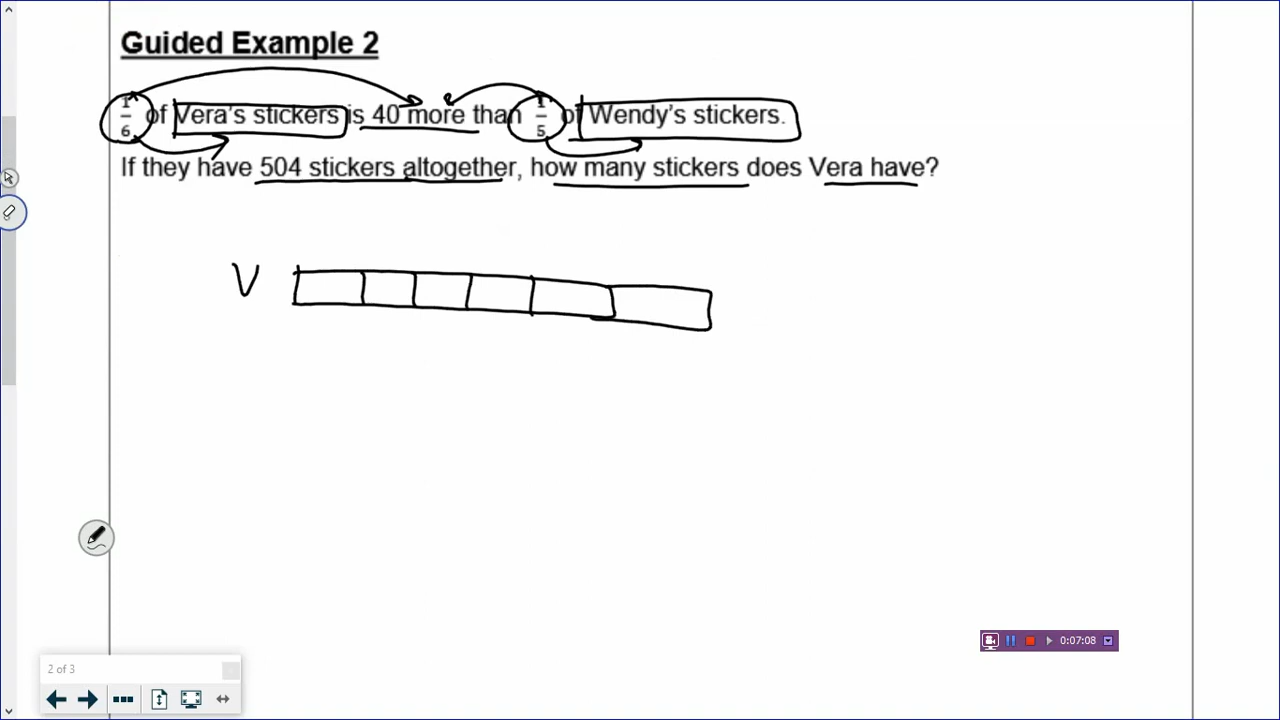 Guided Example 2
1/6 of Vera's stickers is 40 more than 1/5 of Wendy's stickers.
If they have 504 stickers altogether, how many stickers does Vera have?
V
0:07:08
2 of 3